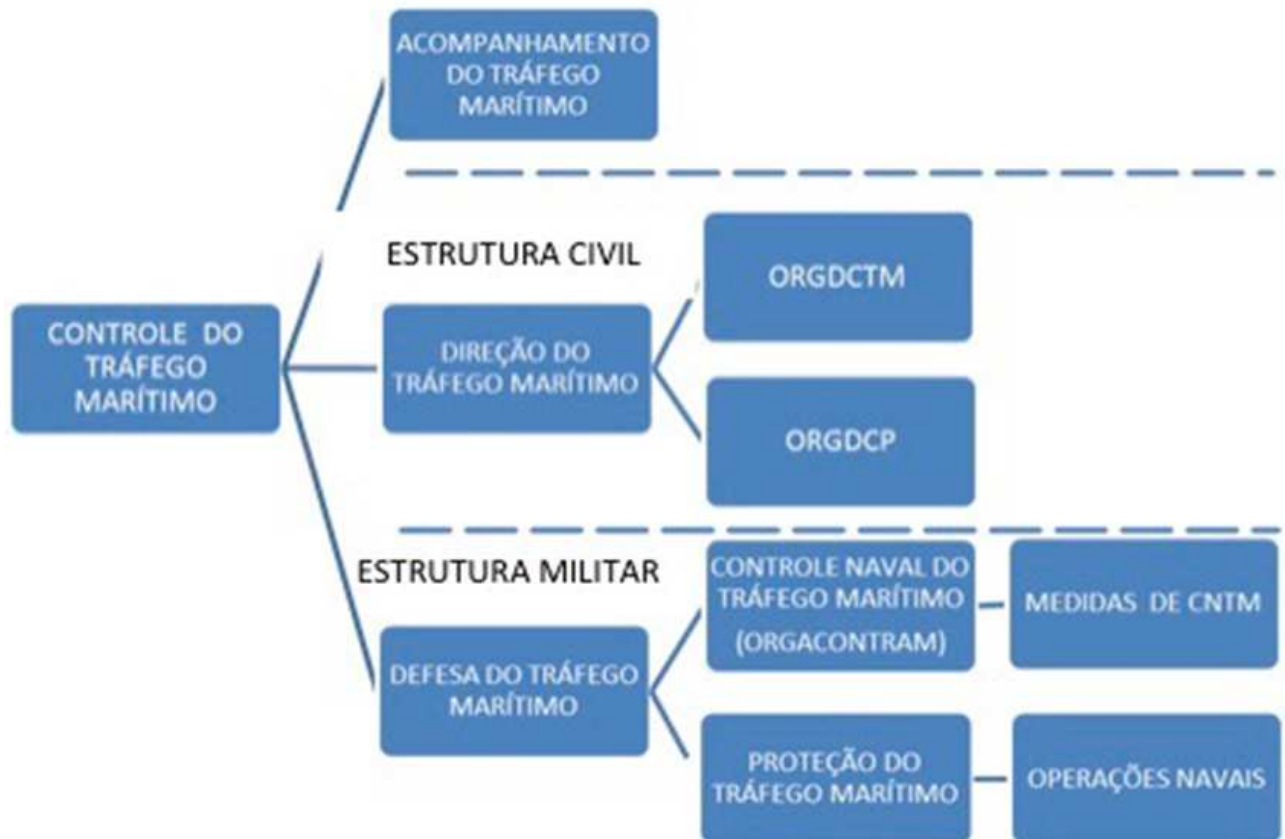 ACOMPANHAMENTO
DO TRÁFEGO
MARÍTIMO
ESTRUTURA CIVIL
ORGDCTM
CONTROLE DO
TRÁFEGO
MARÍTIMO
DIREÇÃO DO
TRÁFEGO MARÍTIMO
ORGDCP
ESTRUTURA MILITAR
CONTROLE NAVAL DO
TRÁFEGO MARÍTIMO
(ORGACONTRAM)
MEDIDAS DE CNTM
DEFESA DO TRÁFEGO
MARÍTIMO
PROTEÇÃO DO
TRÁFEGO MARÍTIMO
OPERAÇÕES NAVAIS